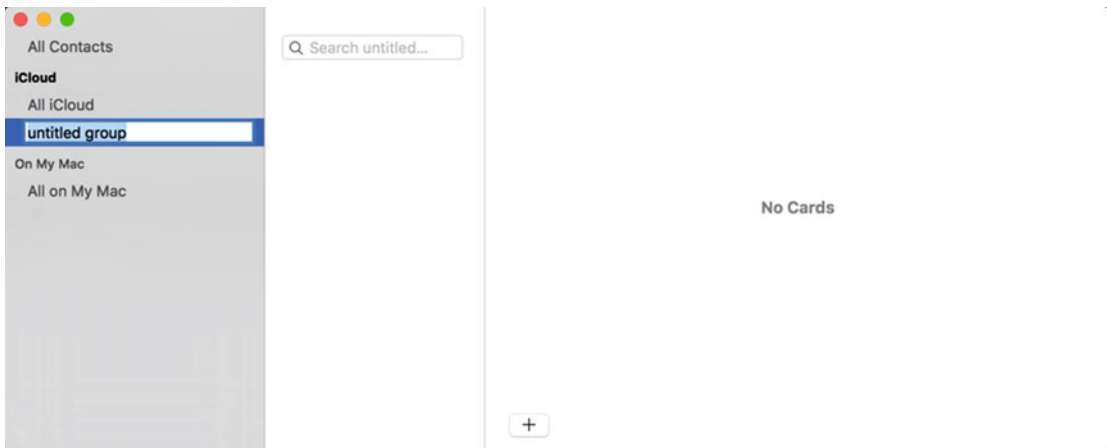 All Contacts
iCloud
All iCloud
untitled group
On My Mac
All on My Mac
Search untitled...
No Cards
+